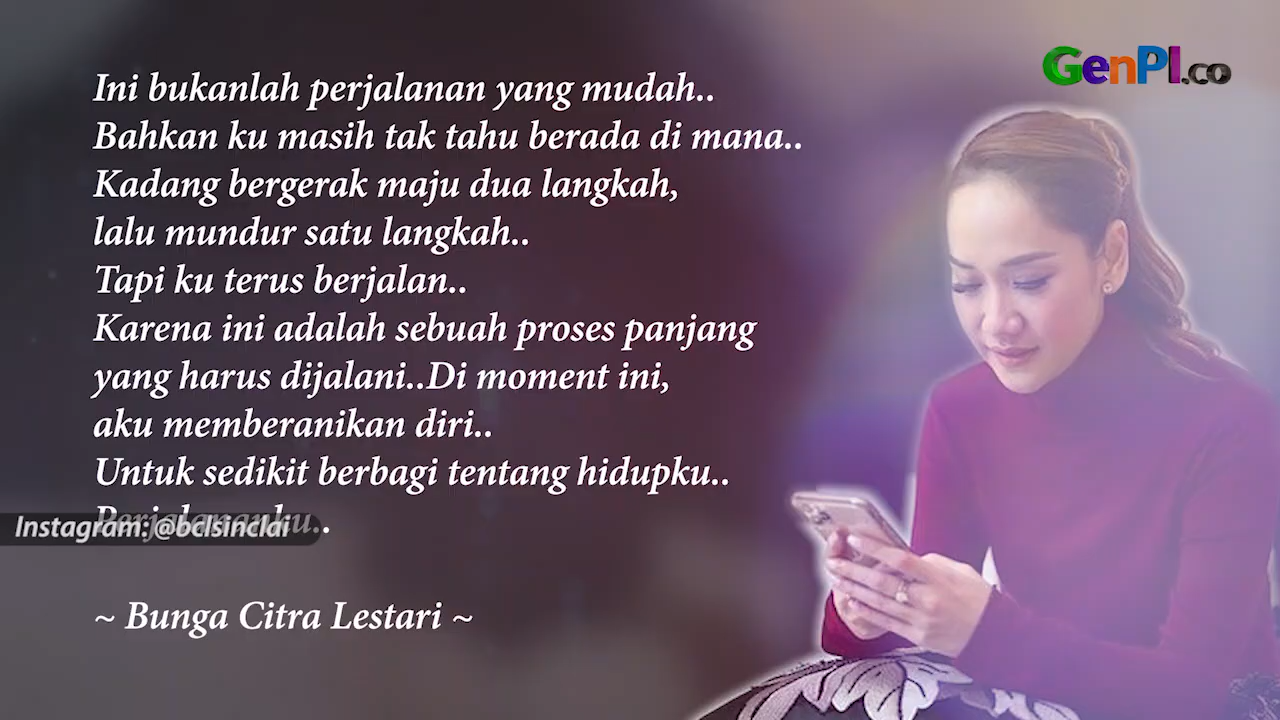 GenPI.co
Ini bukanlah perjalanan yang mudah..
Bahkan ku masih tak tahu berada di mana..
Kadang bergerak maju dua langkah,
lalu mundur satu langkah..
Tapi ku terus berjalan..
Karena ini adalah sebuah proses panjang
yang harus dijalani..Di moment ini,
aku memberanikan diri..
Untuk sedikit berbagi tentang hidupku..
Perjalananku..
Instagram: @bclsinclai
~ Bunga Citra Lestari ~